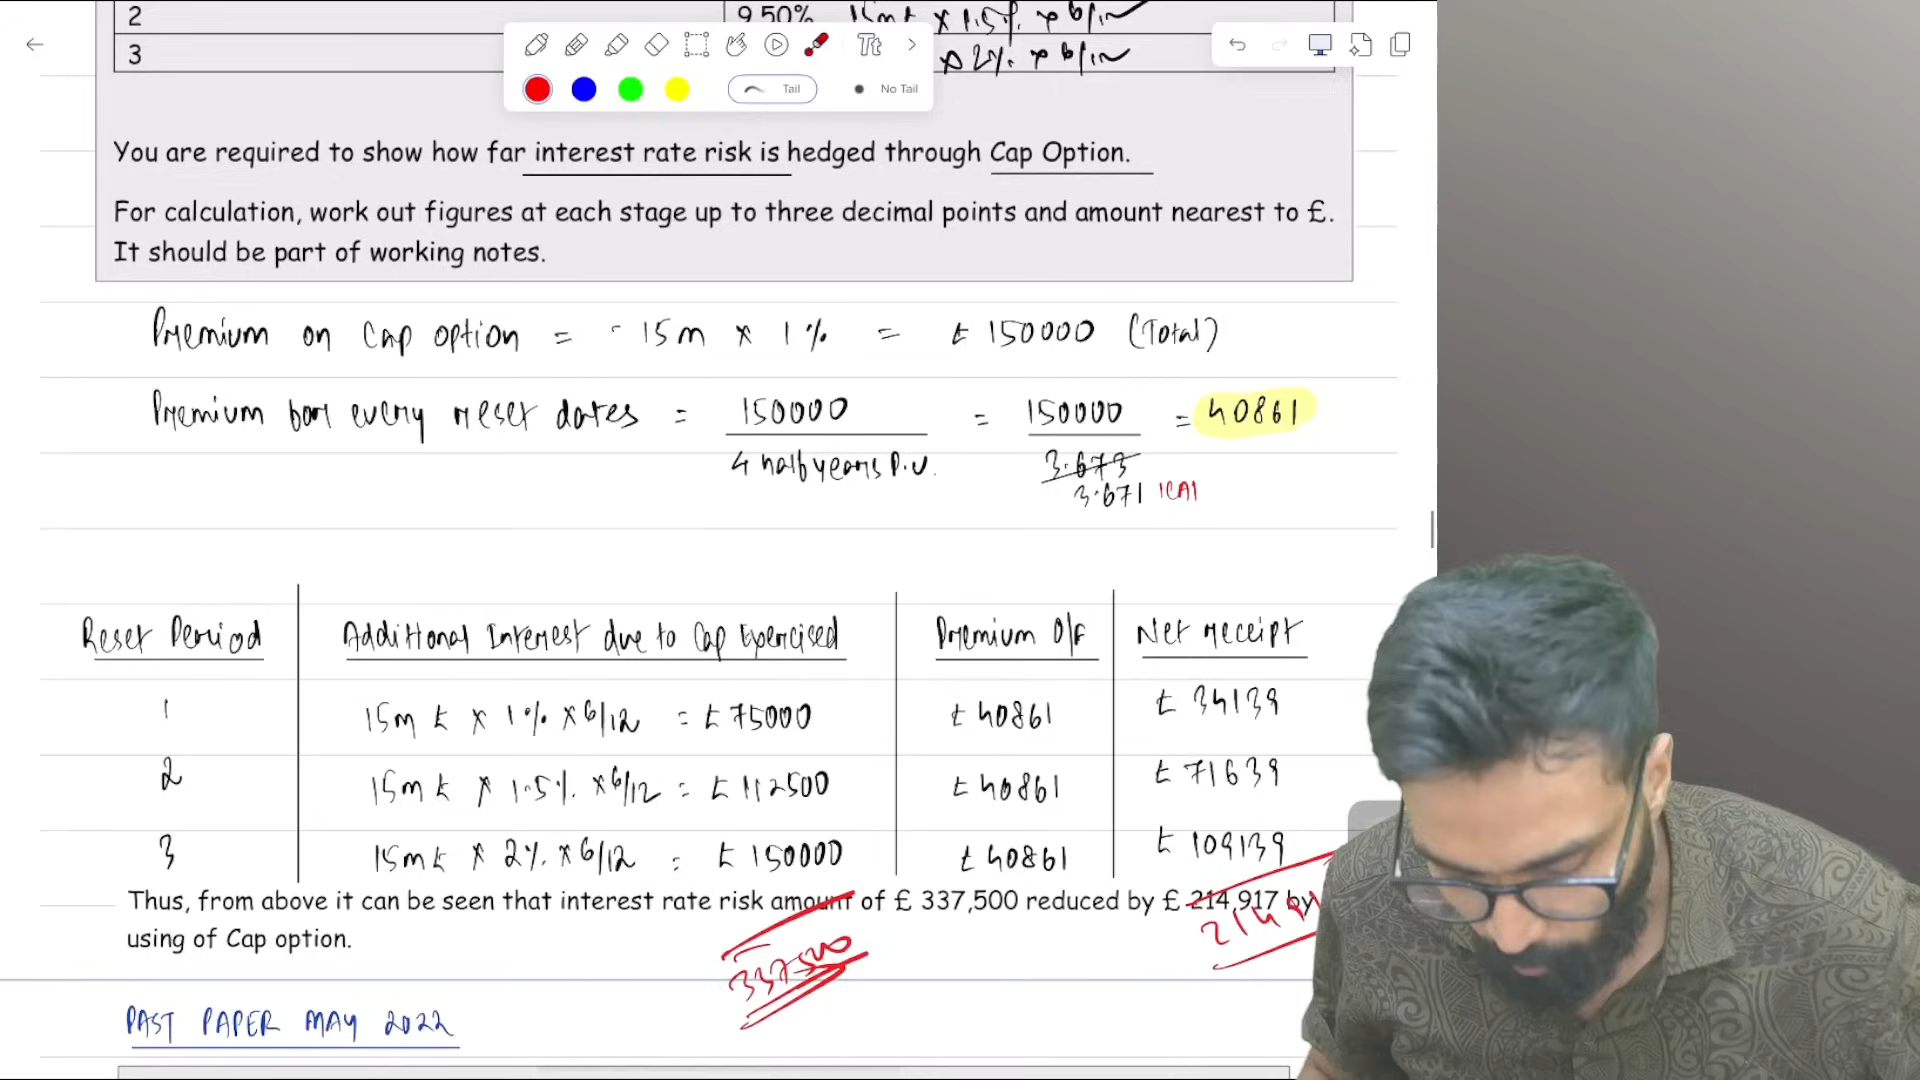 2 9.50% 15m £ × 1.5% × 6/12
3 × 2% × 6/12
Tt
Tail No Tail
You are required to show how far interest rate risk is hedged through Cap Option.
For calculation, work out figures at each stage up to three decimal points and amount nearest to £.
It should be part of working notes.
Premium on Cap option = 15m × 1% = £ 150000 (Total)
Premium for every reset dates = 150000 / 4 half years P.V. = 150000 / 3.673 = 40861
3.671 ICAI
Reset Period Additional Interest due to Cap Exercised Premium O/F Net receipt
1 15m £ × 1% × 6/12 = £ 75000 £ 40861 £ 34139
2 15m £ × 1.5% × 6/12 = £ 112500 £ 40861 £ 71639
3 15m £ × 2% × 6/12 = £ 150000 £ 40861 £ 109139
Thus, from above it can be seen that interest rate risk amount of £ 337,500 reduced by £ 214,917 by
using of Cap option.
337500
PAST PAPER MAY 2022